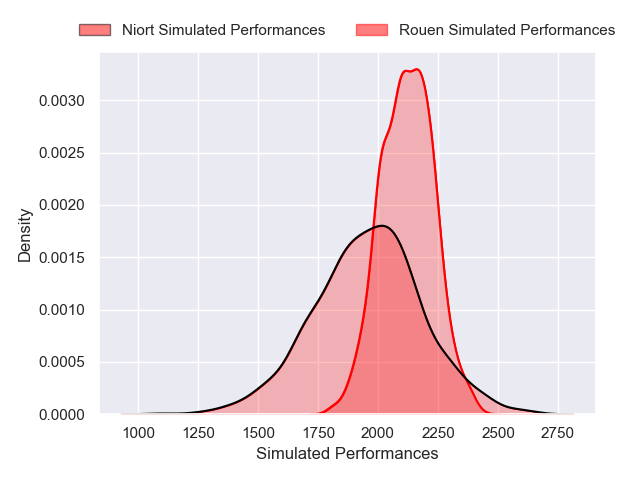 Niort Simulated Performances Rouen Simulated Performances
0.0030
0.0025
0.0020
0.0015
0.0010
0.0005
0.0000
Density
1000 1250 1500 1750 2000 2250 2500 2750
Simulated Performances